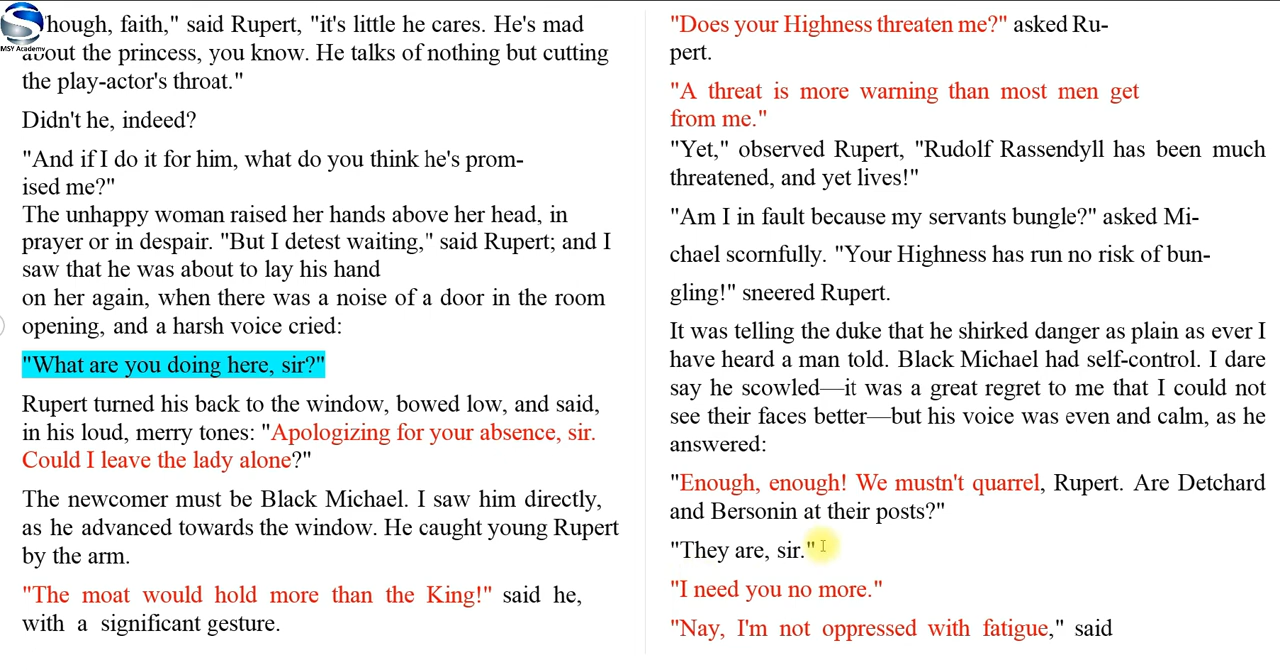 MSY Academy
hough, faith," said Rupert, "it's little he cares. He's mad
about the princess, you know. He talks of nothing but cutting
the play-actor's throat."
Didn't he, indeed?
"And if I do it for him, what do you think he's prom-
ised me?"
The unhappy woman raised her hands above her head, in
prayer or in despair. "But I detest waiting," said Rupert; and I
saw that he was about to lay his hand
on her again, when there was a noise of a door in the room
opening, and a harsh voice cried:
"What are you doing here, sir?"
Rupert turned his back to the window, bowed low, and said,
in his loud, merry tones: "Apologizing for your absence, sir.
Could I leave the lady alone?"
The newcomer must be Black Michael. I saw him directly,
as he advanced towards the window. He caught young Rupert
by the arm.
"The moat would hold more than the King!" said he,
with a significant gesture.
"Does your Highness threaten me?" asked Ru-
pert.
"A threat is more warning than most men get
from me."
"Yet," observed Rupert, "Rudolf Rassendyll has been much
threatened, and yet lives!"
"Am I in fault because my servants bungle?" asked Mi-
chael scornfully. "Your Highness has run no risk of bun-
gling!" sneered Rupert.
It was telling the duke that he shirked danger as plain as ever I
have heard a man told. Black Michael had self-control. I dare
say he scowled—it was a great regret to me that I could not
see their faces better—but his voice was even and calm, as he
answered:
"Enough, enough! We mustn't quarrel, Rupert. Are Detchard
and Bersonin at their posts?"
"They are, sir."
"I need you no more."
"Nay, I'm not oppressed with fatigue," said